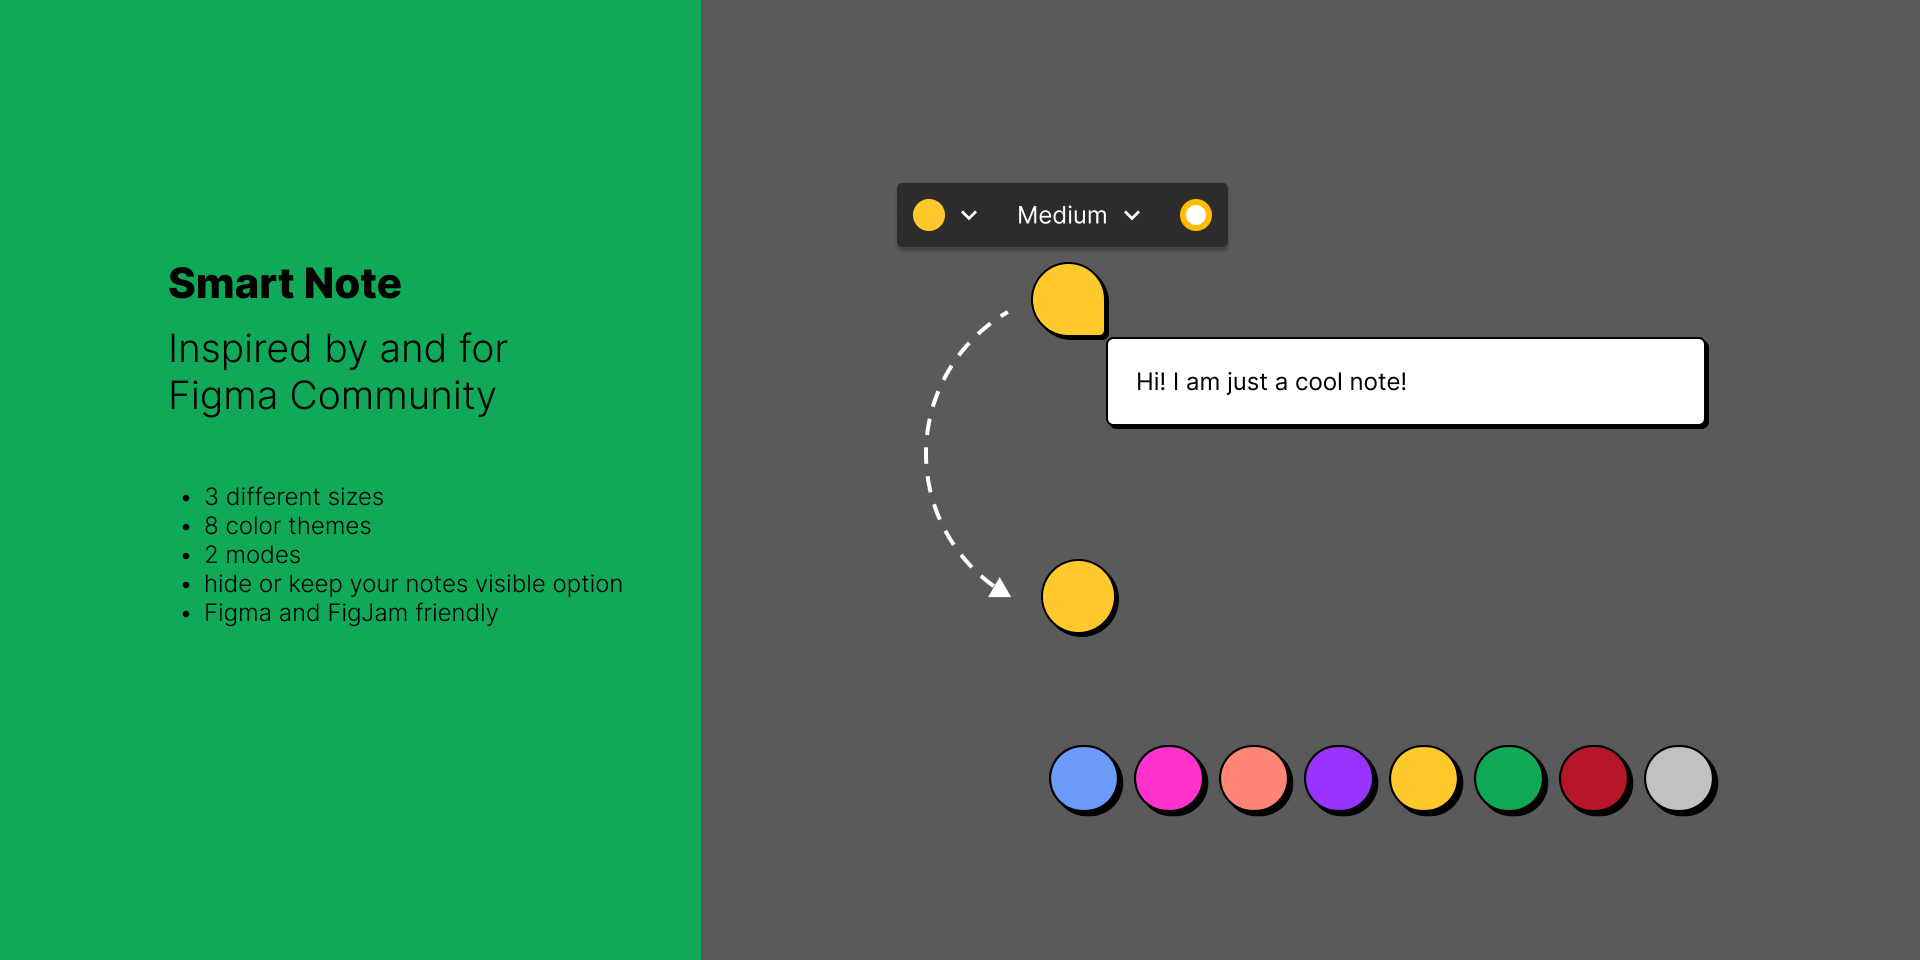 Smart Note
Inspired by and for
Figma Community
• 3 different sizes
• 8 color themes
• 2 modes
• hide or keep your notes visible option
• Figma and FigJam friendly
Medium
Hi! I am just a cool note!